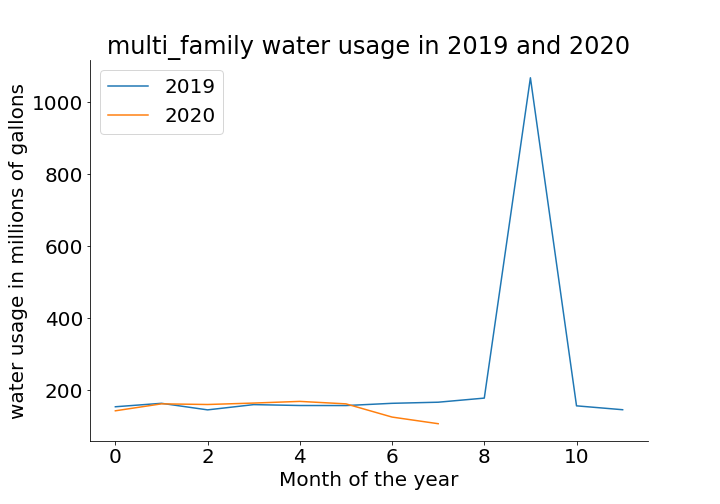 multi_family water usage in 2019 and 2020
2019
2020
water usage in millions of gallons
1000
800
600
400
200
0 2 4 6 8 10
Month of the year